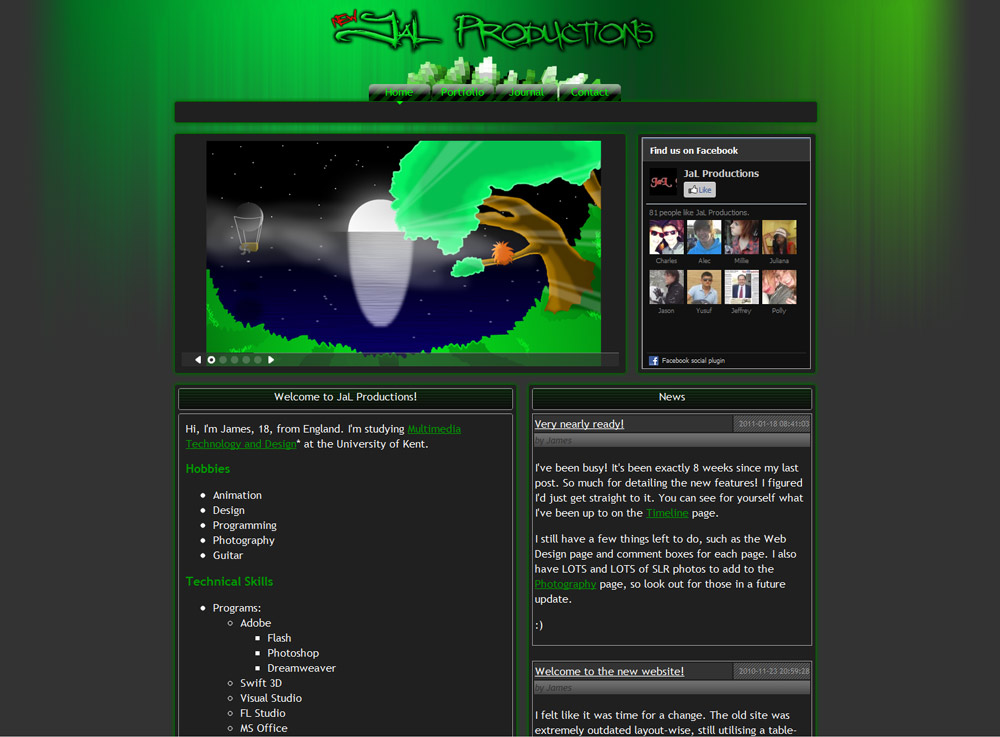 NEW JaL Productions
Home Portfolio Journal Contact
Find us on Facebook
JaL Productions
Like
81 people like JaL Productions.
Charles Alec Millie Juliana
Jason Yusuf Jeffrey Polly
Facebook social plugin
Welcome to JaL Productions!
Hi, I'm James, 18, from England. I'm studying Multimedia
Technology and Design* at the University of Kent.
Hobbies
Animation
Design
Programming
Photography
Guitar
Technical Skills
Programs:
Adobe
Flash
Photoshop
Dreamweaver
Swift 3D
Visual Studio
FL Studio
MS Office
News
Very nearly ready! 2011-01-18 08:41:03
by James
I've been busy! It's been exactly 8 weeks since my last
post. So much for detailing the new features! I figured
I'd just get straight to it. You can see for yourself what
I've been up to on the Timeline page.
I still have a few things left to do, such as the Web
Design page and comment boxes for each page. I also
have LOTS and LOTS of SLR photos to add to the
Photography page, so look out for those in a future
update.
:)
Welcome to the new website! 2010-11-23 20:59:28
by James
I felt like it was time for a change. The old site was
extremely outdated layout-wise, still utilising a table-